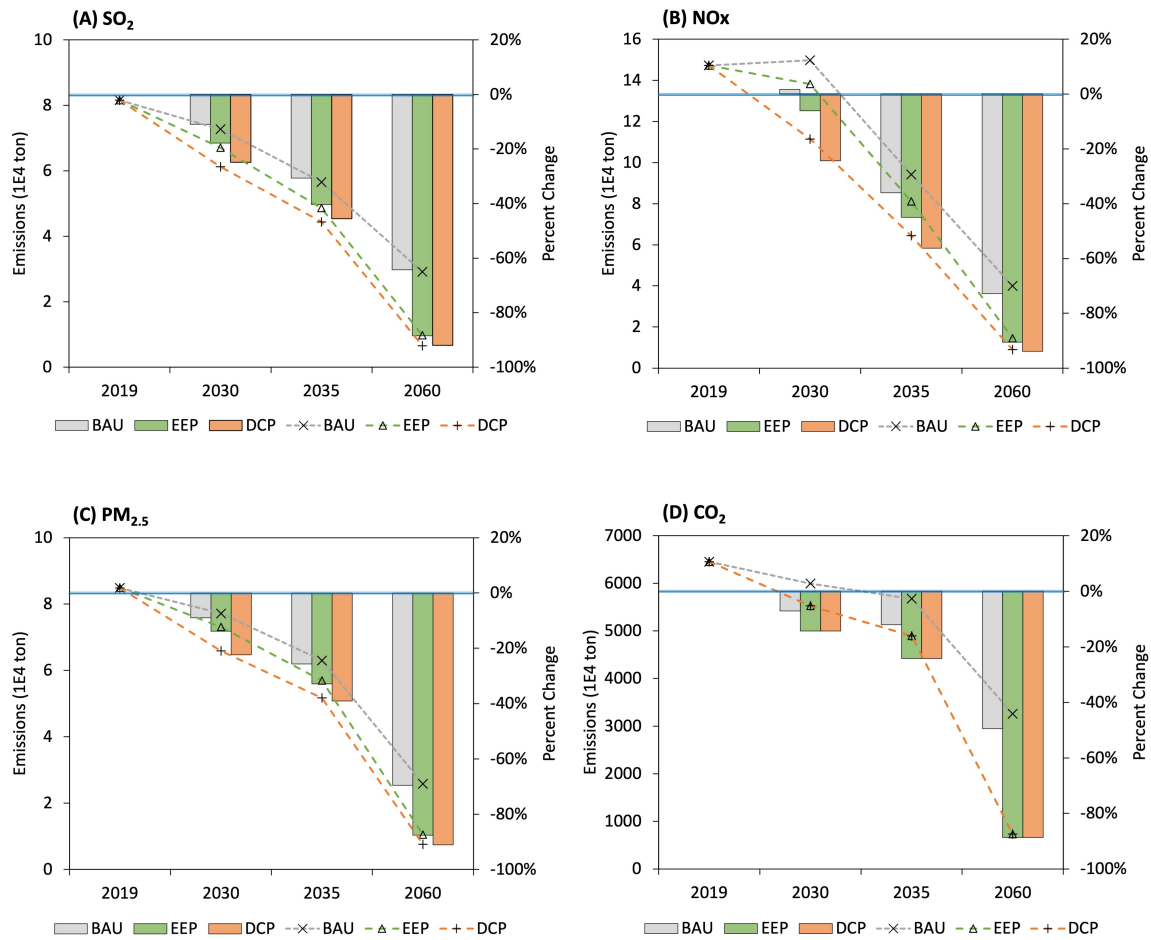 (A) SO2
10
8
6
4
2
0
Emissions (1E4 ton)
20%
0%
-20%
-40%
-60%
-80%
-100%
Percent Change
2019 2030 2035 2060
BAU EEP DCP BAU EEP DCP
(B) NOx
16
14
12
10
8
6
4
2
0
Emissions (1E4 ton)
20%
0%
-20%
-40%
-60%
-80%
-100%
Percent Change
2019 2030 2035 2060
BAU EEP DCP BAU EEP DCP
(C) PM2.5
10
8
6
4
2
0
Emissions (1E4 ton)
20%
0%
-20%
-40%
-60%
-80%
-100%
Percent Change
2019 2030 2035 2060
BAU EEP DCP BAU EEP DCP
(D) CO2
7000
6000
5000
4000
3000
2000
1000
0
Emissions (1E4 ton)
20%
0%
-20%
-40%
-60%
-80%
-100%
Percent Change
2019 2030 2035 2060
BAU EEP DCP BAU EEP DCP